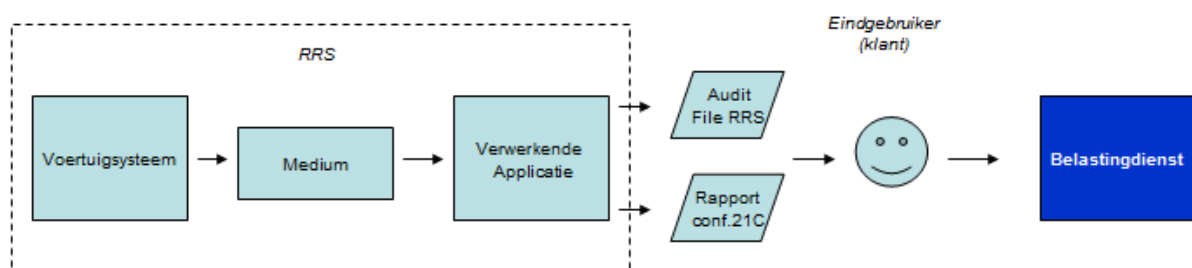 RRS
Eindgebruiker
(klant)
Voertuigsysteem
Medium
Verwerkende
Applicatie
Audit
File RRS
Rapport
conf.21C
Belastingdienst